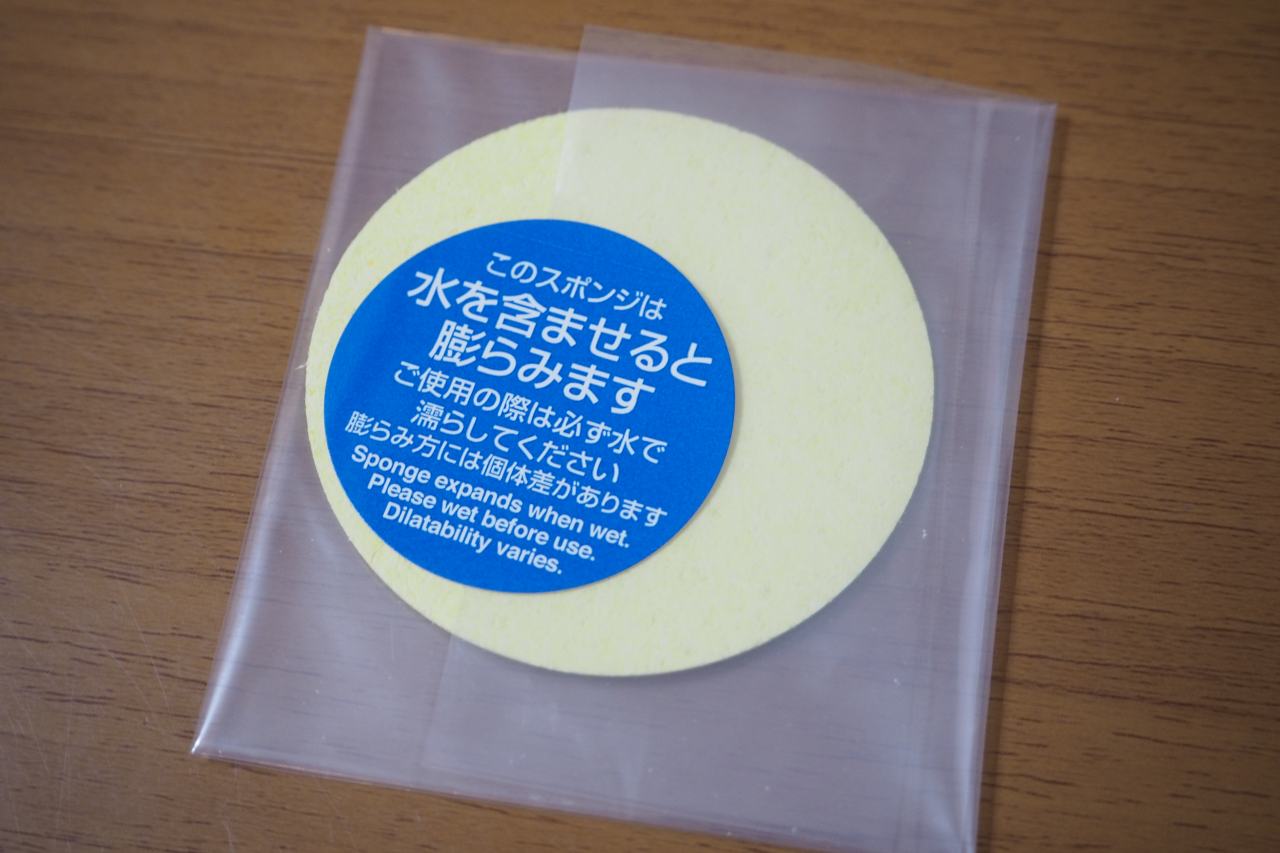 このスポンジは
水を含ませると
膨らみます
ご使用の際は必ず水で
濡らしてください
膨らみ方には個体差があります
Sponge expands when wet.
Please wet before use.
Dilatability varies.